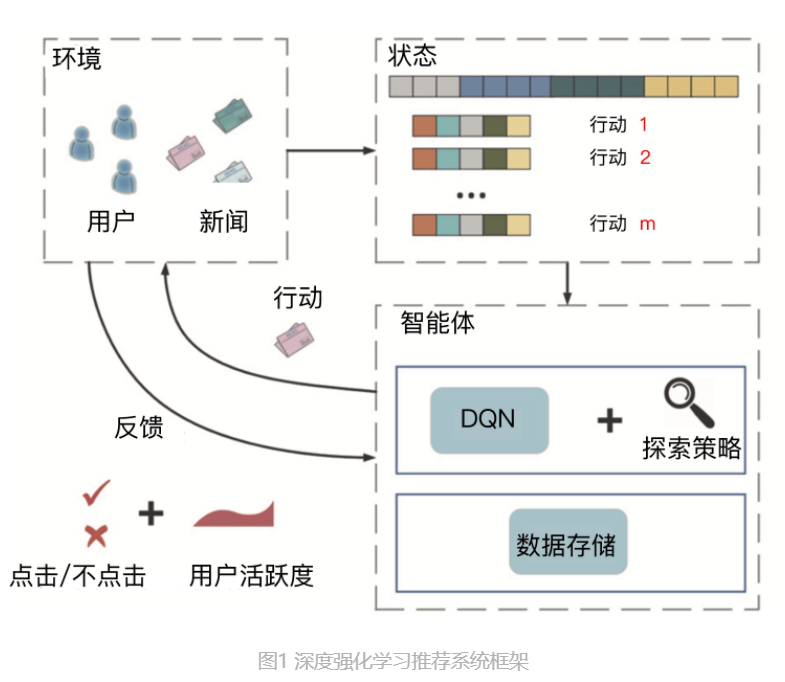 环境
状态
行动 1
行动 2
...
行动 m
用户
新闻
行动
智能体
DQN
+
探索策略
反馈
+
数据存储
点击/不点击
用户活跃度
图1 深度强化学习推荐系统框架